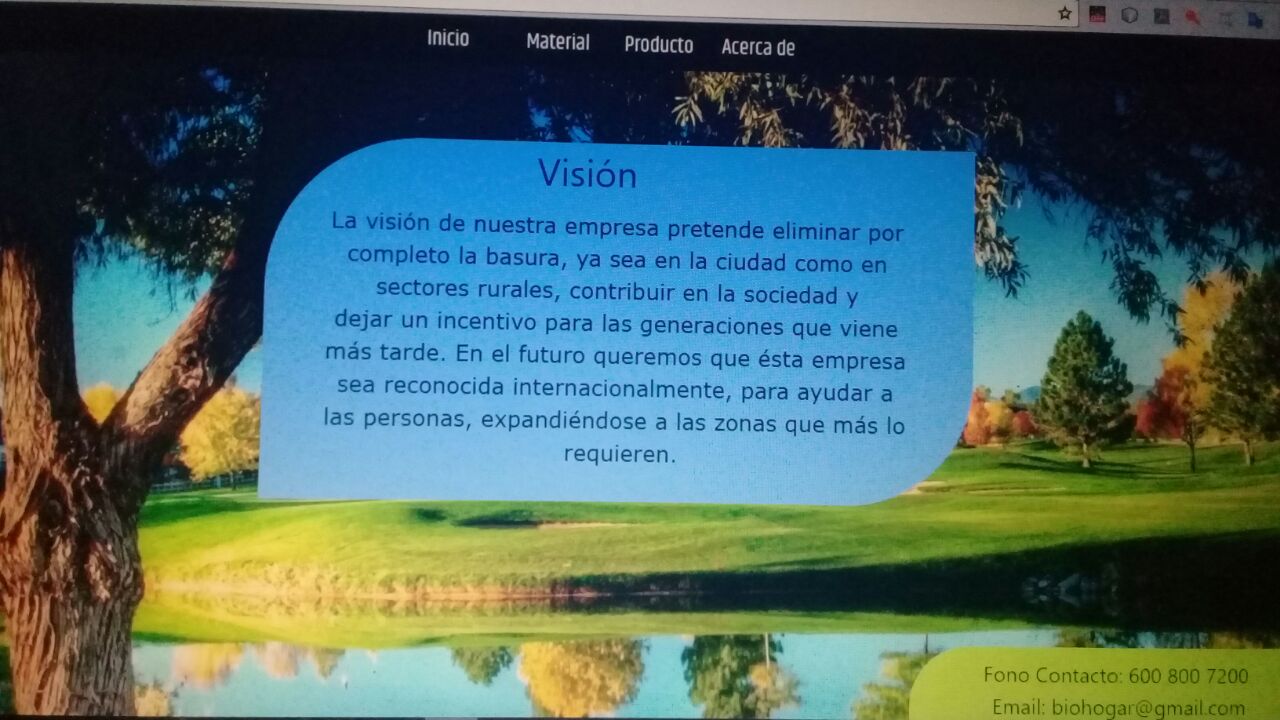 Inicio Material Producto Acerca de
Visión
La visión de nuestra empresa pretende eliminar por
completo la basura, ya sea en la ciudad como en
sectores rurales, contribuir en la sociedad y
dejar un incentivo para las generaciones que viene
más tarde. En el futuro queremos que ésta empresa
sea reconocida internacionalmente, para ayudar a
las personas, expandiéndose a las zonas que más lo
requieren.
Fono Contacto: 600 800 7200
Email: biohogar@gmail.com